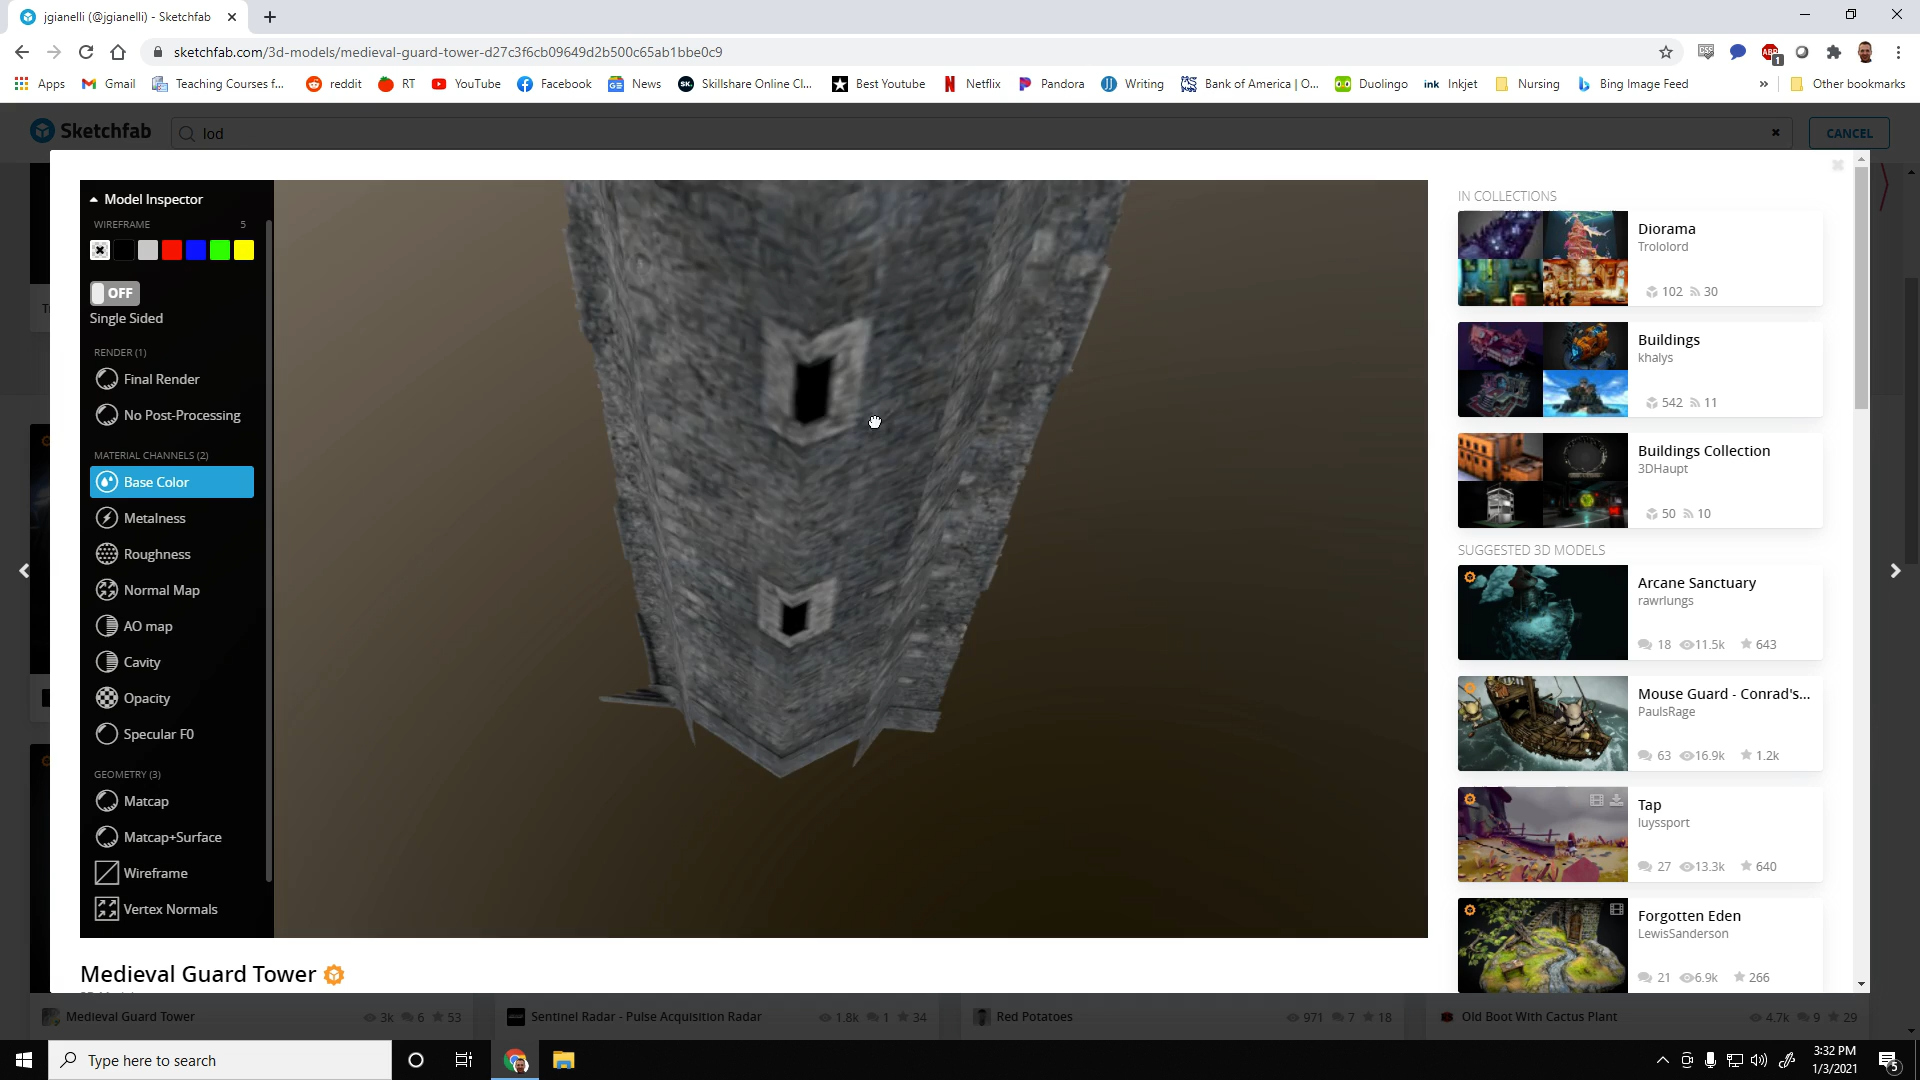 jgianelli (@jgianelli) - Sketchfab
sketchfab.com/3d-models/medieval-guard-tower-d27c3f6cb09649d2b500c65ab1bbe0c9
CSS
ABP
1
Apps
Gmail
Teaching Courses f...
reddit
RT
YouTube
Facebook
News
Skillshare Online Cl...
Best Youtube
Netflix
Pandora
Writing
Bank of America | O...
Duolingo
ink Inkjet
Nursing
Bing Image Feed
»
Other bookmarks
Sketchfab
lod
CANCEL
Model Inspector
WIREFRAME 5
OFF
Single Sided
RENDER (1)
Final Render
No Post-Processing
MATERIAL CHANNELS (2)
Base Color
Metalness
Roughness
Normal Map
AO map
Cavity
Opacity
Specular F0
GEOMETRY (3)
Matcap
Matcap+Surface
Wireframe
Vertex Normals
IN COLLECTIONS
Diorama
Trololord
102 30
Buildings
khalys
542 11
Buildings Collection
3DHaupt
50 10
SUGGESTED 3D MODELS
Arcane Sanctuary
rawrlungs
18 11.5k 643
Mouse Guard - Conrad's...
PaulsRage
63 16.9k 1.2k
Tap
luyssport
27 13.3k 640
Forgotten Eden
LewisSanderson
21 6.9k 266
Medieval Guard Tower
Medieval Guard Tower 3k 6 53
Sentinel Radar - Pulse Acquisition Radar 1.8k 1 34
Red Potatoes 971 7 18
Old Boot With Cactus Plant 4.7k 9 29
Type here to search
3:32 PM
1/3/2021
5